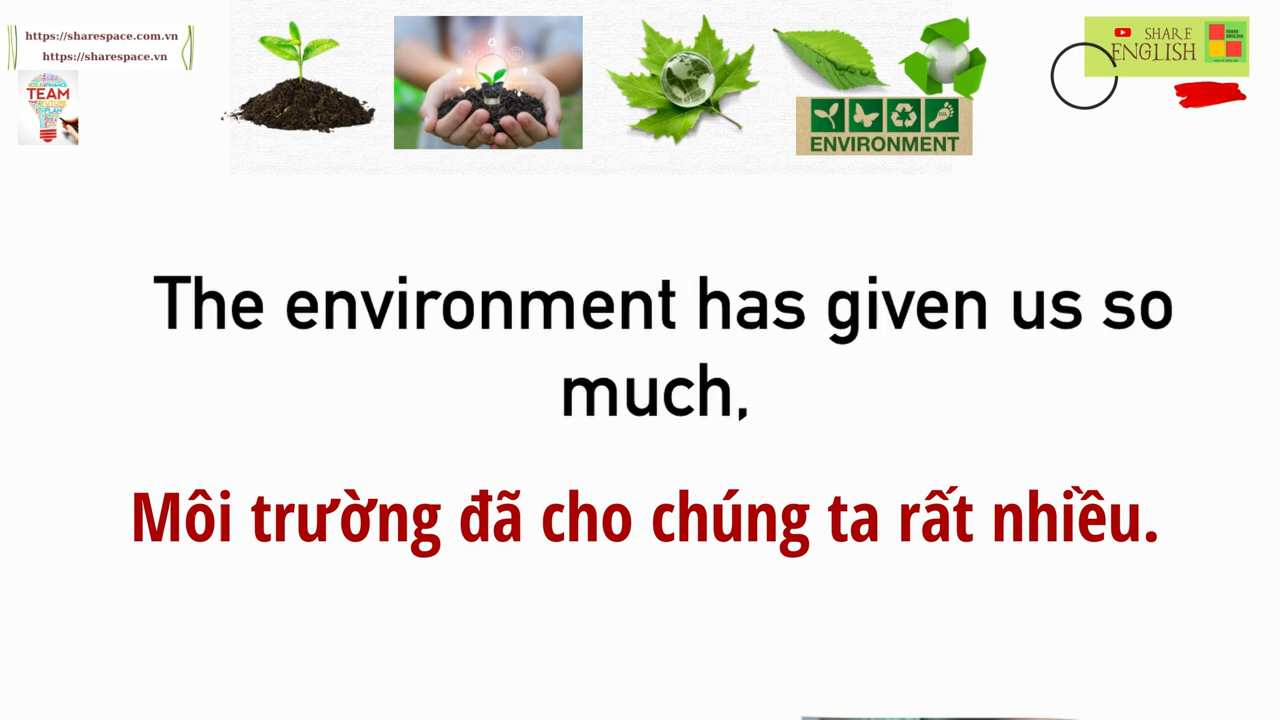 https://sharespace.com.vn
https://sharespace.vn
TEAM
PLAN
SHARE
ENGLISH
ENVIRONMENT
The environment has given us so
much,
Môi trường đã cho chúng ta rất nhiều.